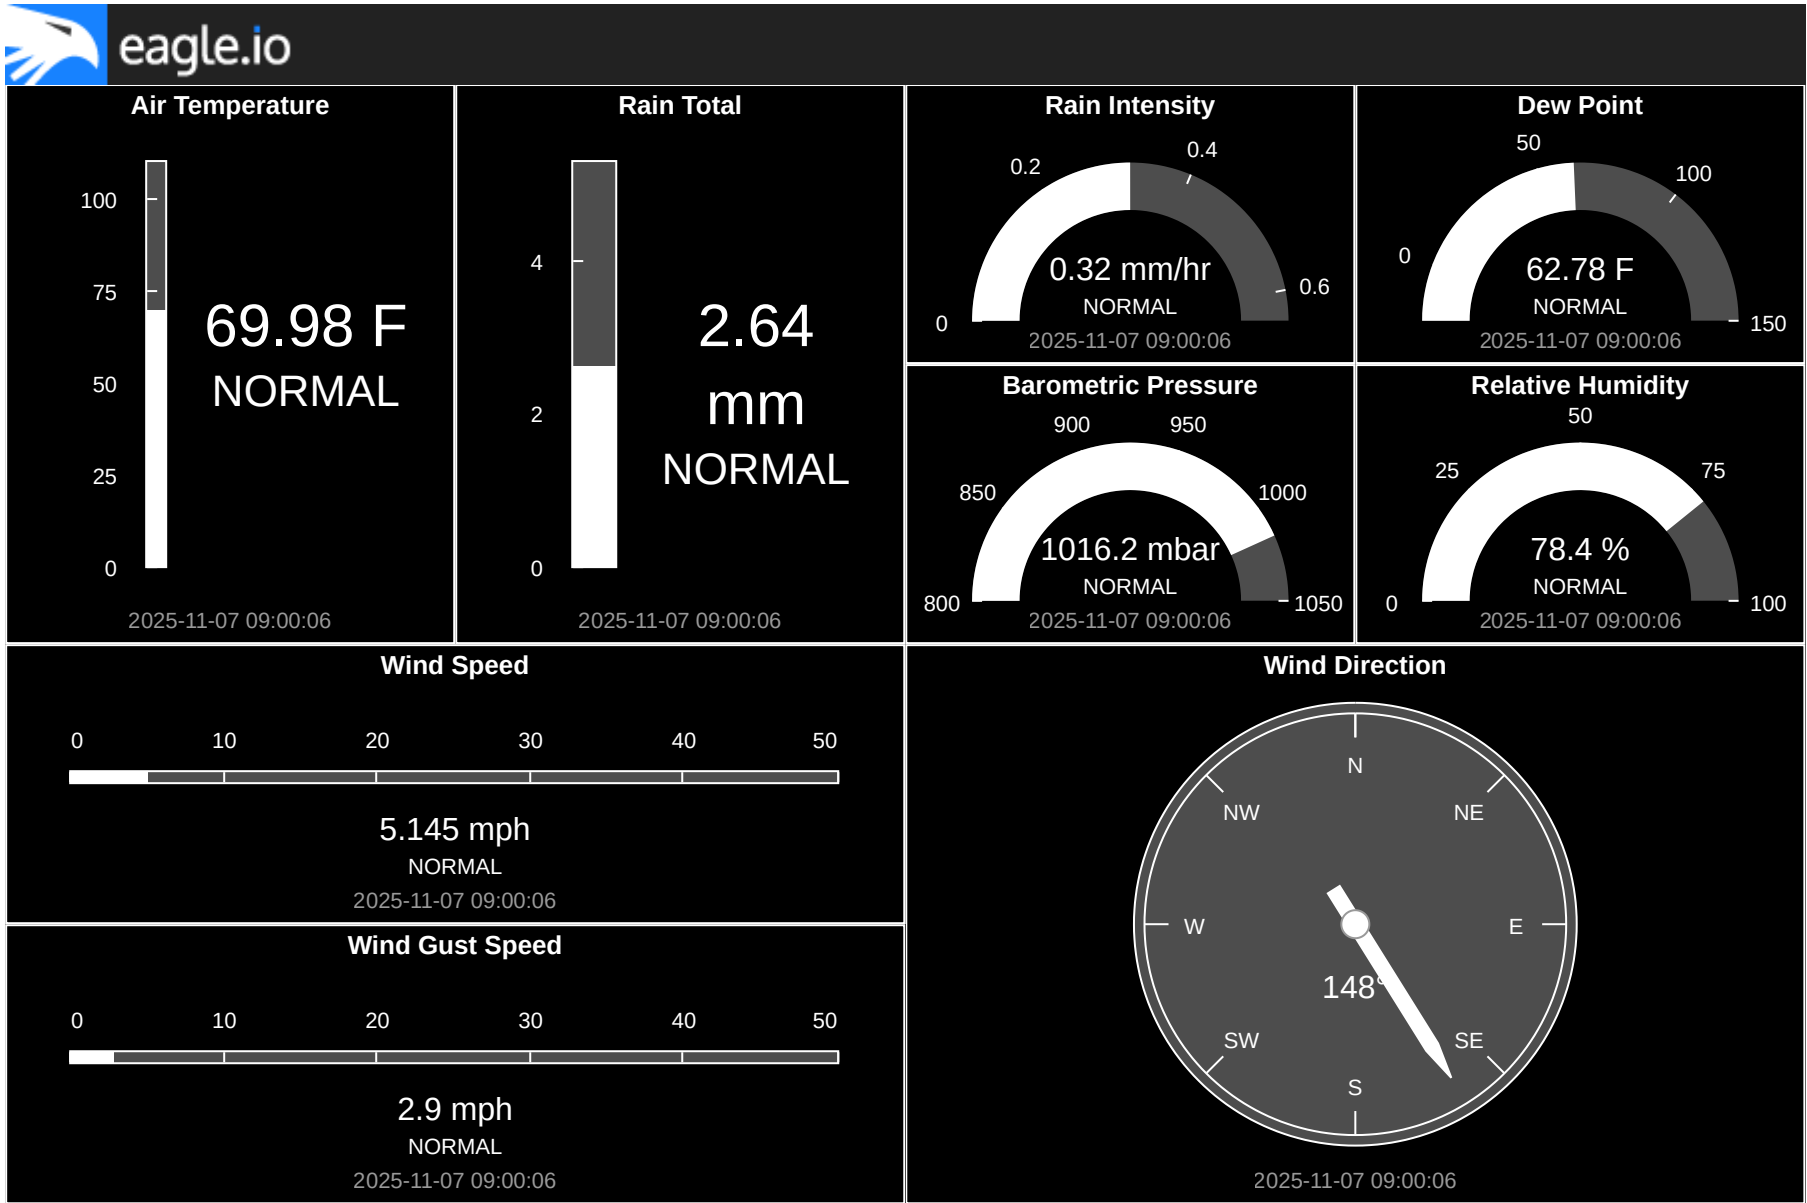 eagle.io
Air Temperature
100
75
50
25
0
69.98 F
NORMAL
2025-11-07 09:00:06
Rain Total
4
2
0
2.64
mm
NORMAL
2025-11-07 09:00:06
Rain Intensity
0
0.2
0.4
0.6
0.32 mm/hr
NORMAL
2025-11-07 09:00:06
Dew Point
0
50
100
150
62.78 F
NORMAL
2025-11-07 09:00:06
Barometric Pressure
800
850
900
950
1000
1050
1016.2 mbar
NORMAL
2025-11-07 09:00:06
Relative Humidity
0
25
50
75
100
78.4 %
NORMAL
2025-11-07 09:00:06
Wind Speed
0 10 20 30 40 50
5.145 mph
NORMAL
2025-11-07 09:00:06
Wind Gust Speed
0 10 20 30 40 50
2.9 mph
NORMAL
2025-11-07 09:00:06
Wind Direction
N
NW NE
W E
148°
SW SE
S
2025-11-07 09:00:06